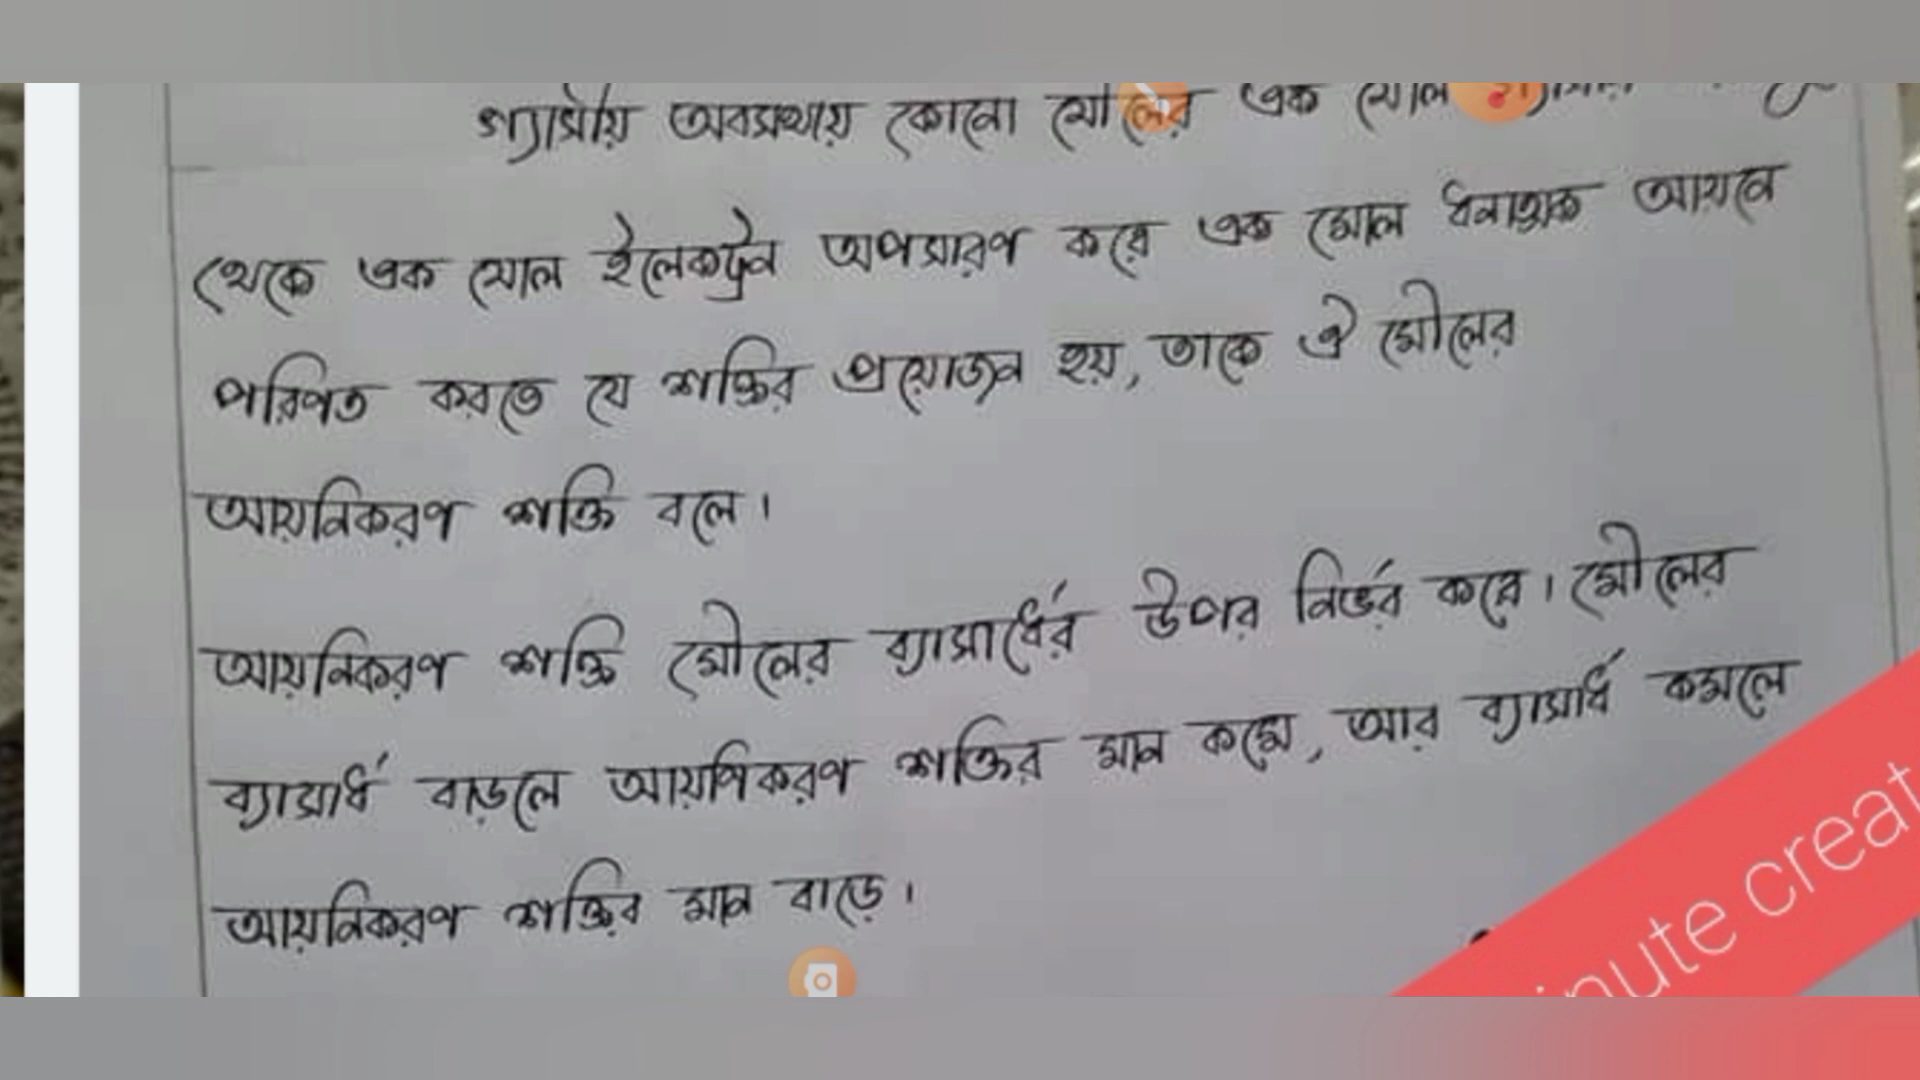 গ্যাসীয় অবস্থায় কোনো মৌলের এক মোল
থেকে এক মোল ইলেকট্রন অপসারণ করে এক মোল ধনাত্মক আয়নে
পরিণত করতে যে শক্তির প্রয়োজন হয়, তাকে ঐ মৌলের
আয়নিকরণ শক্তি বলে।
আয়নিকরণ শক্তি মৌলের ব্যাসার্ধের উপর নির্ভর করে। মৌলের
ব্যাসার্ধ বাড়লে আয়ণিকরণ শক্তির মান কমে, আর ব্যাসার্ধ কমলে
আয়নিকরণ শক্তির মান বাড়ে।
inute creat